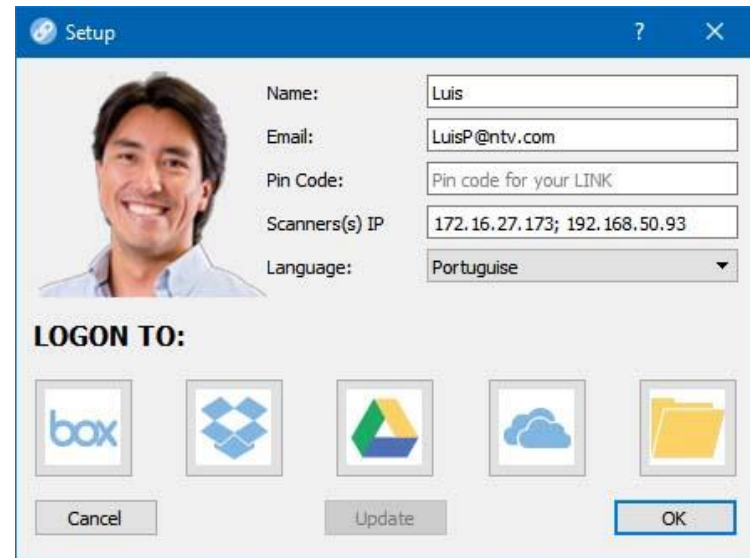 Setup ? ×
Name: Luis
Email: LuisP@ntv.com
Pin Code: Pin code for your LINK
Scanners(s) IP 172.16.27.173; 192.168.50.93
Language: Portuguise
LOGON TO:
box
Cancel Update OK